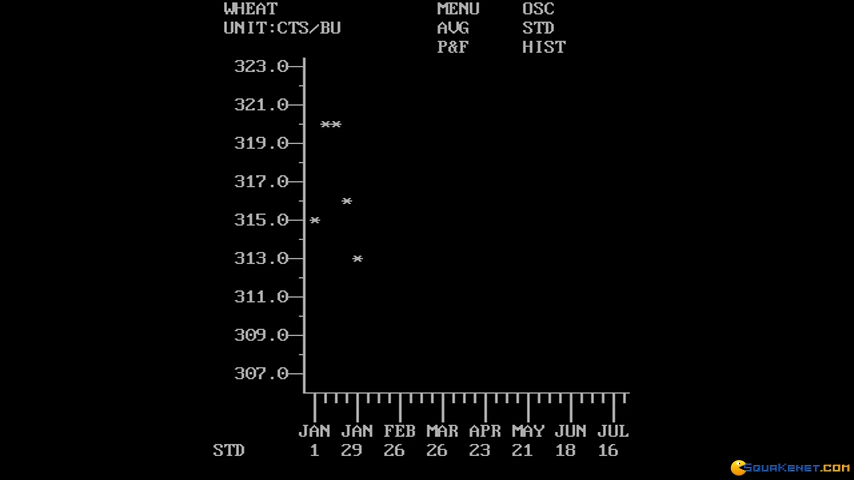 WHEAT MENU OSC
UNIT:CTS/BU AVG STD
P&F HIST
323.0
321.0
319.0
317.0
315.0
313.0
311.0
309.0
307.0
JAN JAN FEB MAR APR MAY JUN JUL
STD 1 29 26 26 23 21 18 16
SQUAKENET.COM